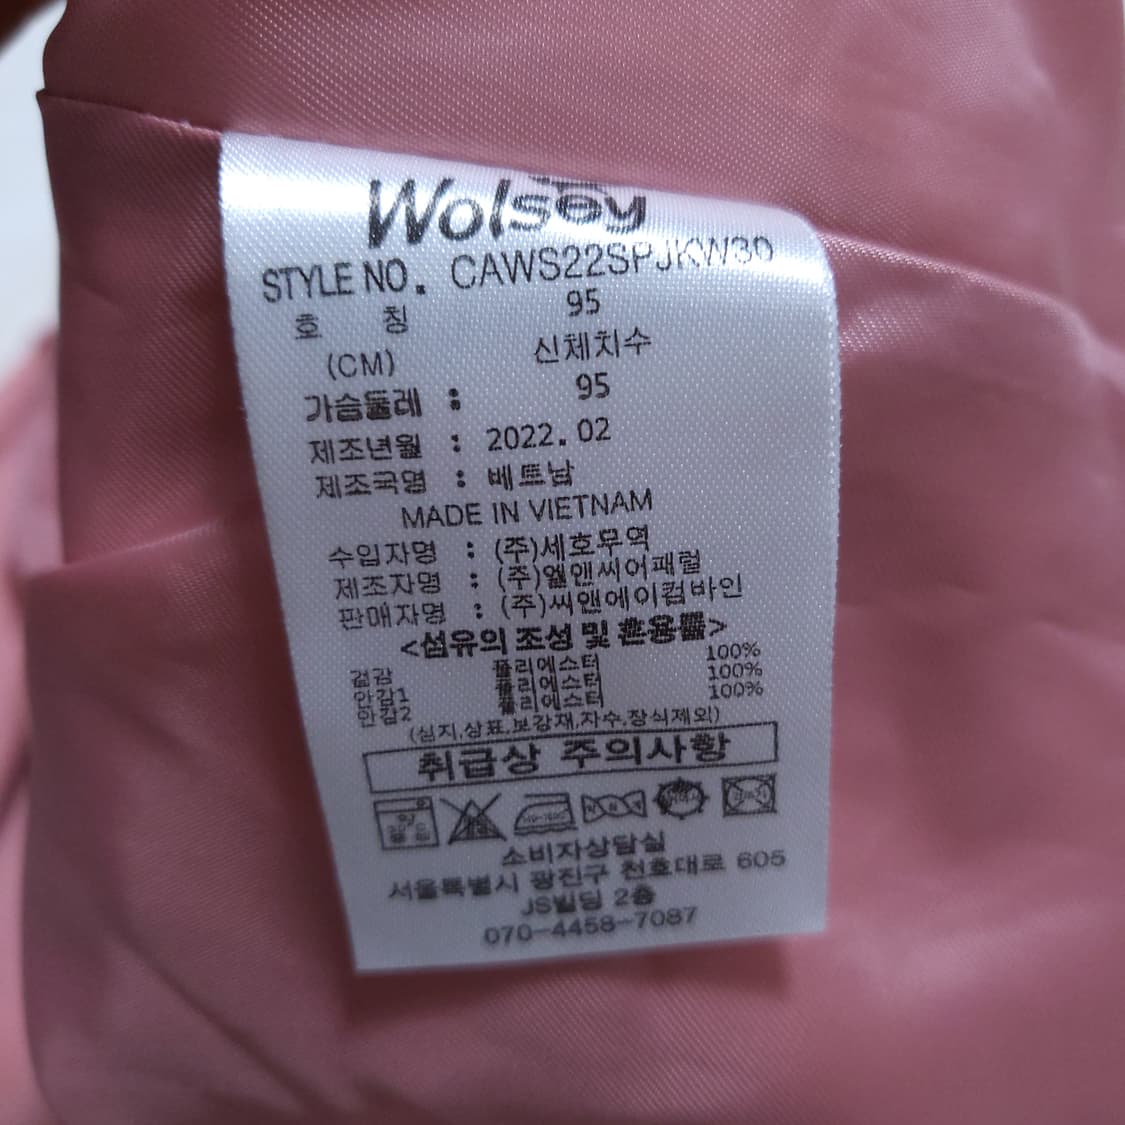 Wolsey
STYLE NO. CAWS22SPJKW30
호 칭 95
(CM) 신체치수
가슴둘레 : 95
제조년월 : 2022.02
제조국명 : 베트남
MADE IN VIETNAM
수입자명 : (주)세호무역
제조자명 : (주)엘앤씨어패럴
판매자명 : (주)씨앤에이컴바인
<섬유의 조성 및 혼용률>
겉감 폴리에스터 100%
안감1 폴리에스터 100%
안감2 폴리에스터 100%
(심지,상표,보강재,자수,장식제외)
취급상 주의사항
소비자상담실
서울특별시 광진구 천호대로 605
JS빌딩 2층
070-4458-7087